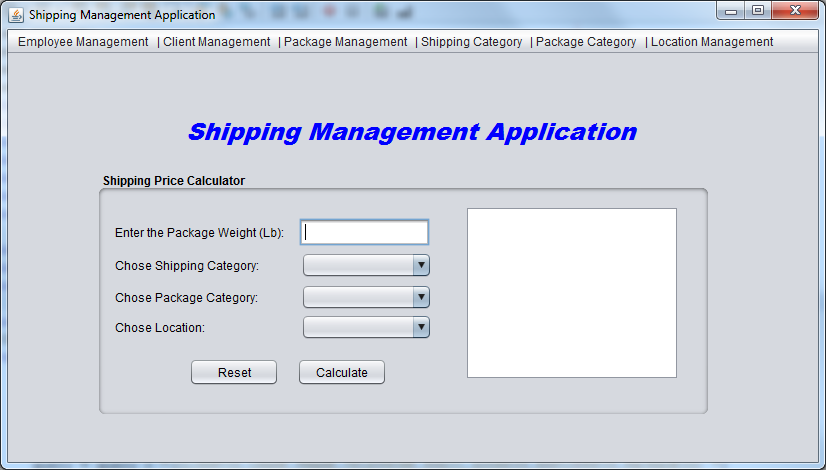 Shipping Management Application
Employee Management | Client Management | Package Management | Shipping Category | Package Category | Location Management
Shipping Management Application
Shipping Price Calculator
Enter the Package Weight (Lb):
Chose Shipping Category:
Chose Package Category:
Chose Location:
Reset Calculate